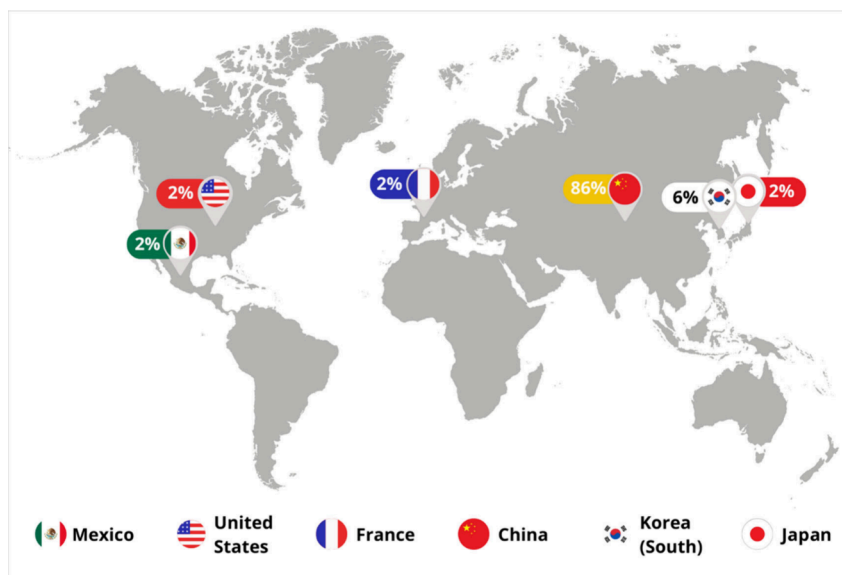 2%
2%
2%
86%
6%
2%
Mexico
United
States
France
China
Korea
(South)
Japan